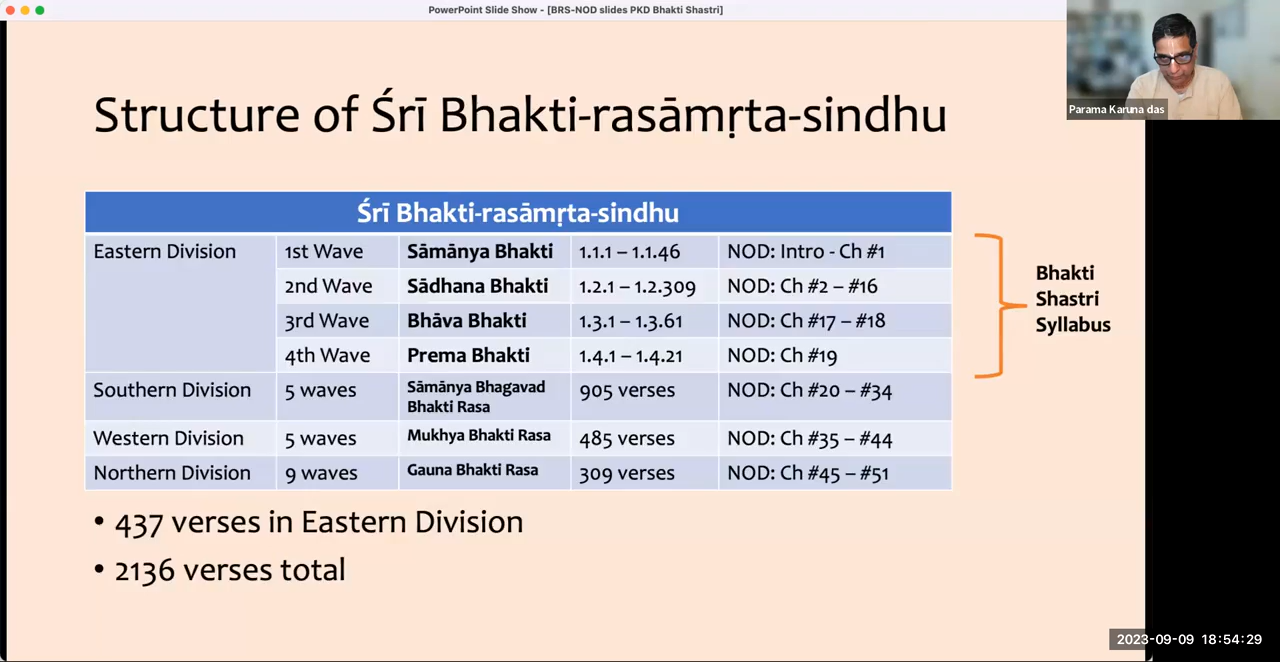 PowerPoint Slide Show - [BRS-NOD slides PKD Bhakti Shastri]
Parama Karuna das
Structure of Śrī Bhakti-rasāmṛta-sindhu
Śrī Bhakti-rasāmṛta-sindhu
Eastern Division 1st Wave Sāmānya Bhakti 1.1.1 – 1.1.46 NOD: Intro - Ch #1
2nd Wave Sādhana Bhakti 1.2.1 – 1.2.309 NOD: Ch #2 – #16
3rd Wave Bhāva Bhakti 1.3.1 – 1.3.61 NOD: Ch #17 – #18
4th Wave Prema Bhakti 1.4.1 – 1.4.21 NOD: Ch #19
Southern Division 5 waves Sāmānya Bhagavad Bhakti Rasa 905 verses NOD: Ch #20 – #34
Western Division 5 waves Mukhya Bhakti Rasa 485 verses NOD: Ch #35 – #44
Northern Division 9 waves Gauna Bhakti Rasa 309 verses NOD: Ch #45 – #51
Bhakti
Shastri
Syllabus
• 437 verses in Eastern Division
• 2136 verses total
2023-09-09 18:54:29